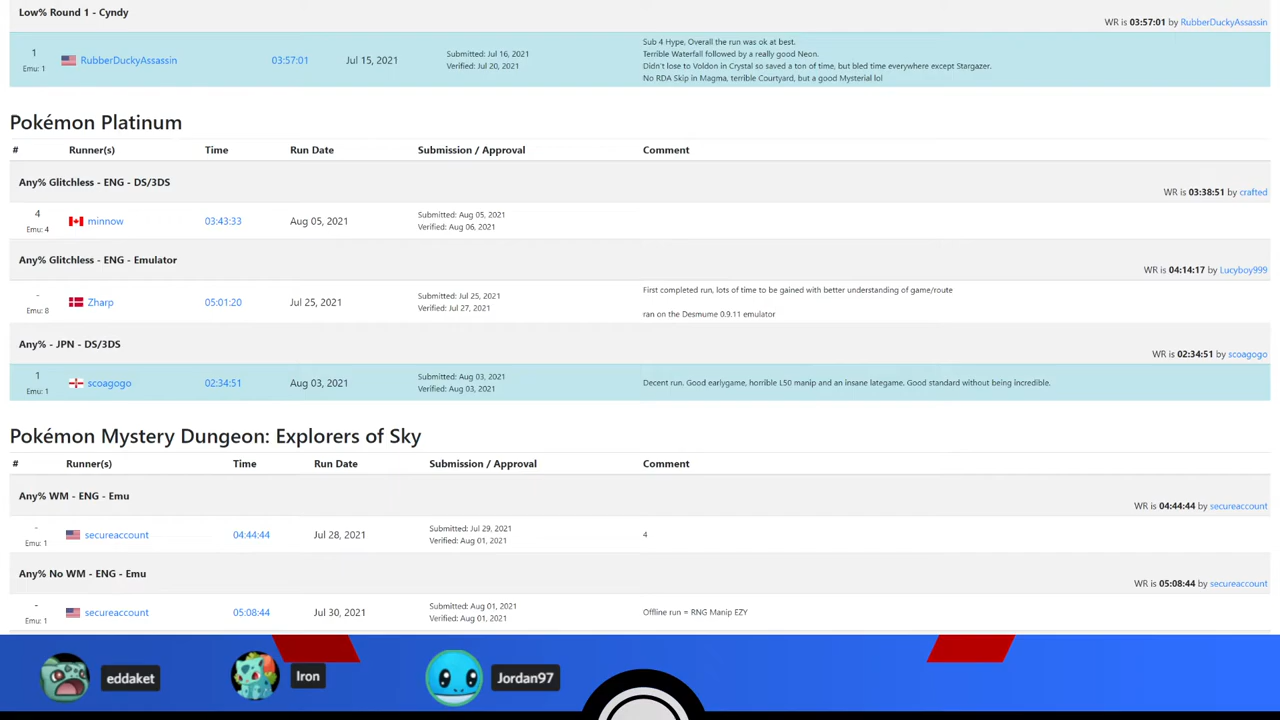 Low% Round 1 - Cyndy
WR is 03:57:01 by RubberDuckyAssassin
1
Emu: 1
RubberDuckyAssassin
03:57:01
Jul 15, 2021
Submitted: Jul 16, 2021
Verified: Jul 20, 2021
Sub 4 Hype, Overall the run was ok at best.
Terrible Waterfall followed by a really good Neon.
Didn't lose to Voldon in Crystal so saved a ton of time, but bled time everywhere except Stargazer.
No RDA Skip in Magma, terrible Courtyard, but a good Mysterial lol
Pokémon Platinum
# Runner(s) Time Run Date Submission / Approval Comment
Any% Glitchless - ENG - DS/3DS
WR is 03:38:51 by crafted
4
Emu: 4
minnow
03:43:33
Aug 05, 2021
Submitted: Aug 05, 2021
Verified: Aug 06, 2021
Any% Glitchless - ENG - Emulator
WR is 04:14:17 by Lucyboy999
-
Emu: 8
Zharp
05:01:20
Jul 25, 2021
Submitted: Jul 25, 2021
Verified: Jul 27, 2021
First completed run, lots of time to be gained with better understanding of game/route
ran on the Desmume 0.9.11 emulator
Any% - JPN - DS/3DS
WR is 02:34:51 by scoagogo
1
Emu: 1
scoagogo
02:34:51
Aug 03, 2021
Submitted: Aug 03, 2021
Verified: Aug 03, 2021
Decent run. Good earlygame, horrible L50 manip and an insane lategame. Good standard without being incredible.
Pokémon Mystery Dungeon: Explorers of Sky
# Runner(s) Time Run Date Submission / Approval Comment
Any% WM - ENG - Emu
WR is 04:44:44 by secureaccount
-
Emu: 1
secureaccount
04:44:44
Jul 28, 2021
Submitted: Jul 29, 2021
Verified: Aug 01, 2021
4
Any% No WM - ENG - Emu
WR is 05:08:44 by secureaccount
-
Emu: 1
secureaccount
05:08:44
Jul 30, 2021
Submitted: Aug 01, 2021
Verified: Aug 01, 2021
Offline run = RNG Manip EZY
eddaket
Iron
Jordan97